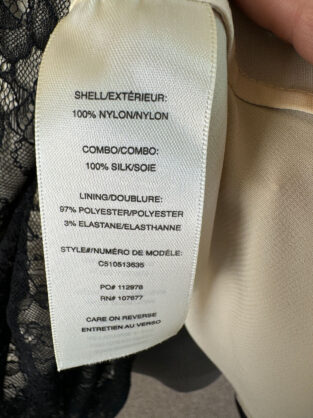 SHELL/EXTÉRIEUR:
100% NYLON/NYLON
COMBO/COMBO:
100% SILK/SOIE
LINING/DOUBLURE:
97% POLYESTER/POLYESTER
3% ELASTANE/ELASTHANNE
STYLE#/NUMÉRO DE MODÈLE:
C510513635
PO# 112978
RN# 107677
CARE ON REVERSE
ENTRETIEN AU VERSO